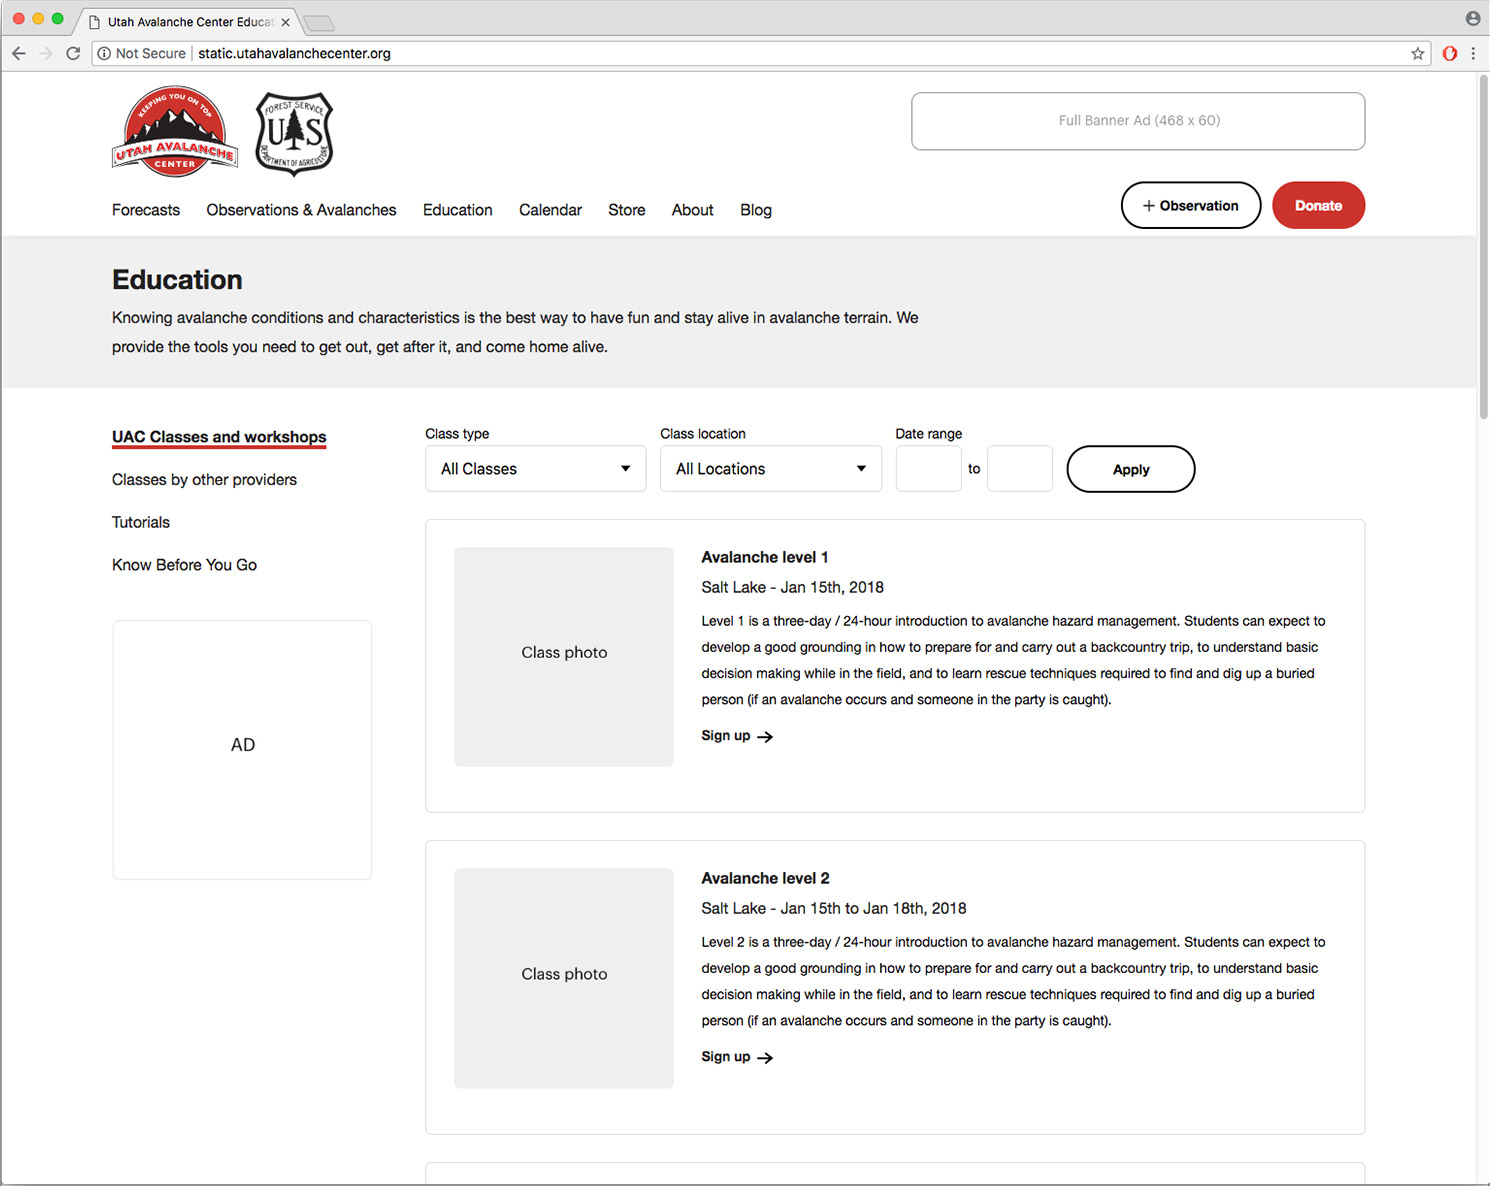 Utah Avalanche Center Educat
Not Secure static.utahavalanchecenter.org
KEEPING YOU ON TOP
UTAH AVALANCHE
CENTER
FOREST SERVICE
U S
DEPARTMENT OF AGRICULTURE
Full Banner Ad (468 x 60)
Forecasts Observations & Avalanches Education Calendar Store About Blog
+ Observation Donate
Education
Knowing avalanche conditions and characteristics is the best way to have fun and stay alive in avalanche terrain. We
provide the tools you need to get out, get after it, and come home alive.
UAC Classes and workshops
Classes by other providers
Tutorials
Know Before You Go
AD
Class type Class location Date range
All Classes All Locations to Apply
Class photo
Avalanche level 1
Salt Lake - Jan 15th, 2018
Level 1 is a three-day / 24-hour introduction to avalanche hazard management. Students can expect to
develop a good grounding in how to prepare for and carry out a backcountry trip, to understand basic
decision making while in the field, and to learn rescue techniques required to find and dig up a buried
person (if an avalanche occurs and someone in the party is caught).
Sign up →
Class photo
Avalanche level 2
Salt Lake - Jan 15th to Jan 18th, 2018
Level 2 is a three-day / 24-hour introduction to avalanche hazard management. Students can expect to
develop a good grounding in how to prepare for and carry out a backcountry trip, to understand basic
decision making while in the field, and to learn rescue techniques required to find and dig up a buried
person (if an avalanche occurs and someone in the party is caught).
Sign up →